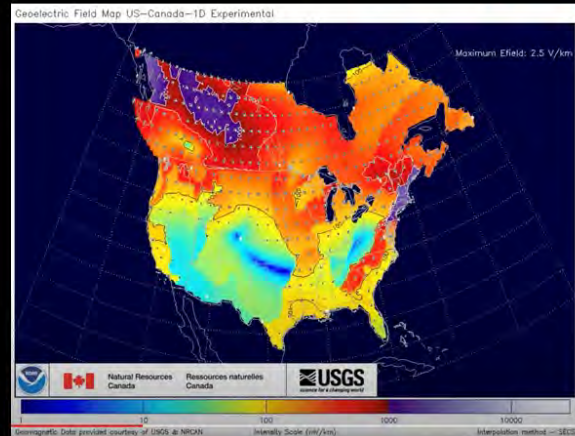 Geoelectric Field Map US-Canada-1D Experimental
Maximum Efield: 2.5 V/km
Natural Resources Canada
Ressources naturelles Canada
USGS
science for a changing world
1 10 100 1000 10000
Geomagnetic Data provided courtesy of USGS & NRCAN
Intensity Scale (mV/km)
Interpolation method - SECS